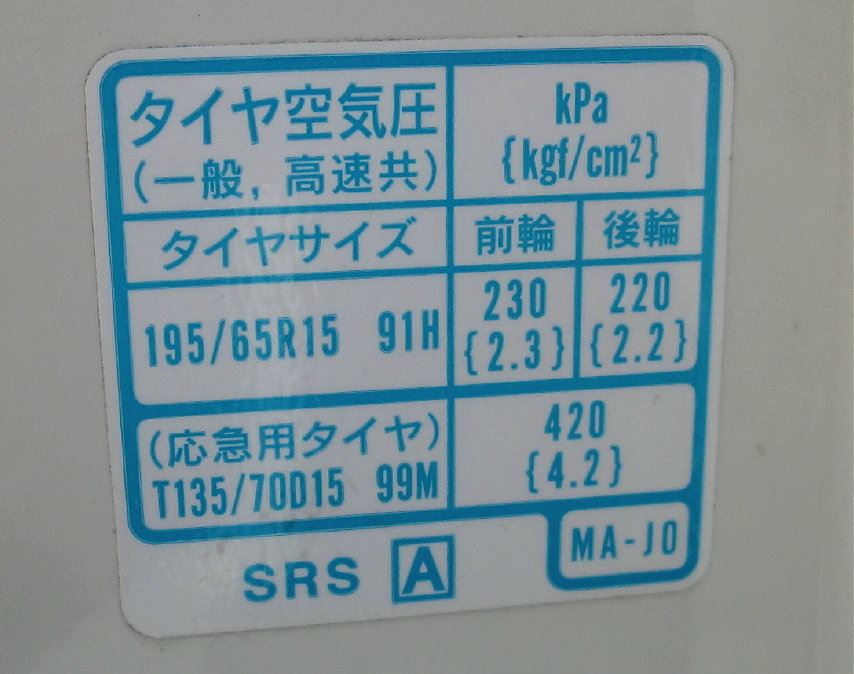 タイヤ空気圧
(一般, 高速共)
kPa
{kgf/cm²}
タイヤサイズ 前輪 後輪
195/65R15 91H
230
{2.3}
220
{2.2}
(応急用タイヤ)
T135/70D15 99M
420
{4.2}
SRS A
MA-J0